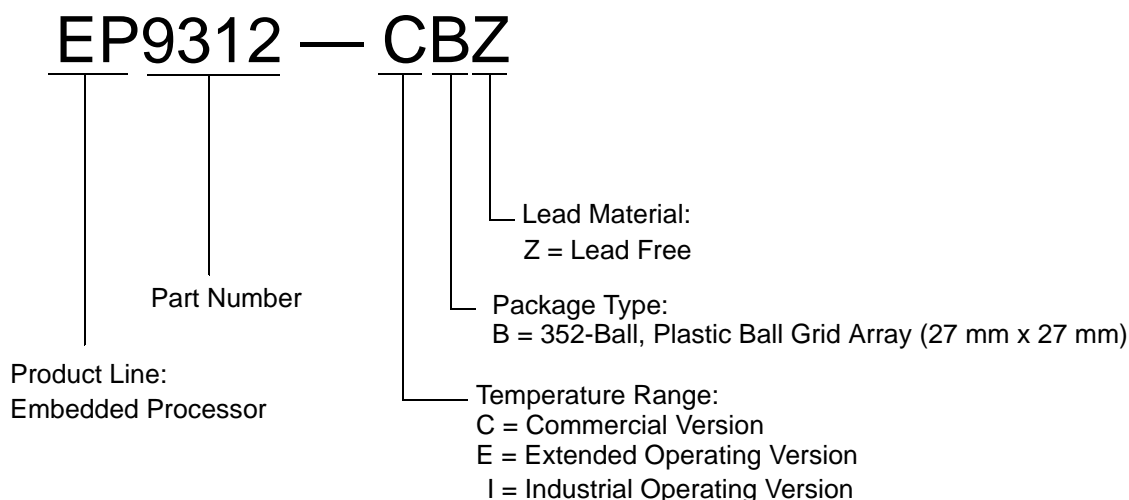 EP9312 — CBZ
Lead Material:
Z = Lead Free
Package Type:
B = 352-Ball, Plastic Ball Grid Array (27 mm x 27 mm)
Part Number
Product Line:
Embedded Processor
Temperature Range:
C = Commercial Version
E = Extended Operating Version
I = Industrial Operating Version